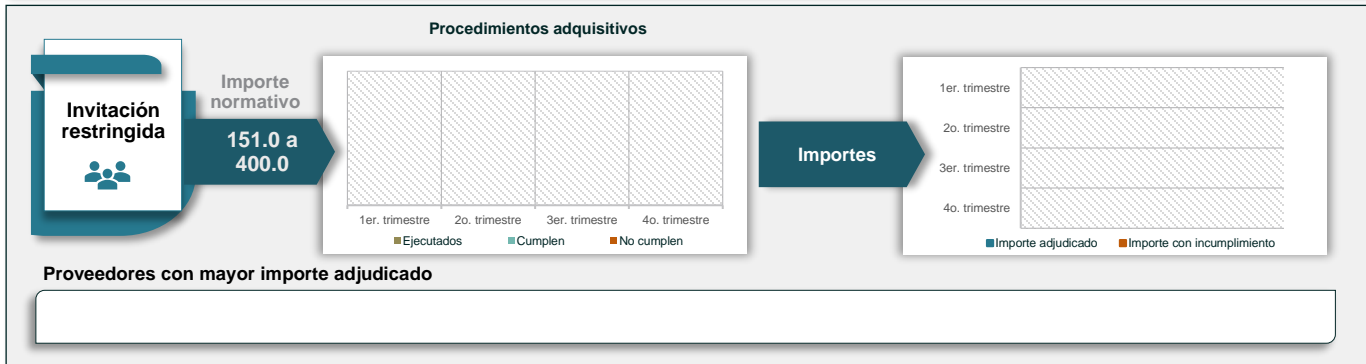 Procedimientos adquisitivos
Invitación
restringida
Importe
normativo
151.0 a
400.0
1er. trimestre
2o. trimestre
3er. trimestre
4o. trimestre
Ejecutados
Cumplen
No cumplen
Importes
1er. trimestre
2o. trimestre
3er. trimestre
4o. trimestre
Importe adjudicado
Importe con incumplimiento
Proveedores con mayor importe adjudicado